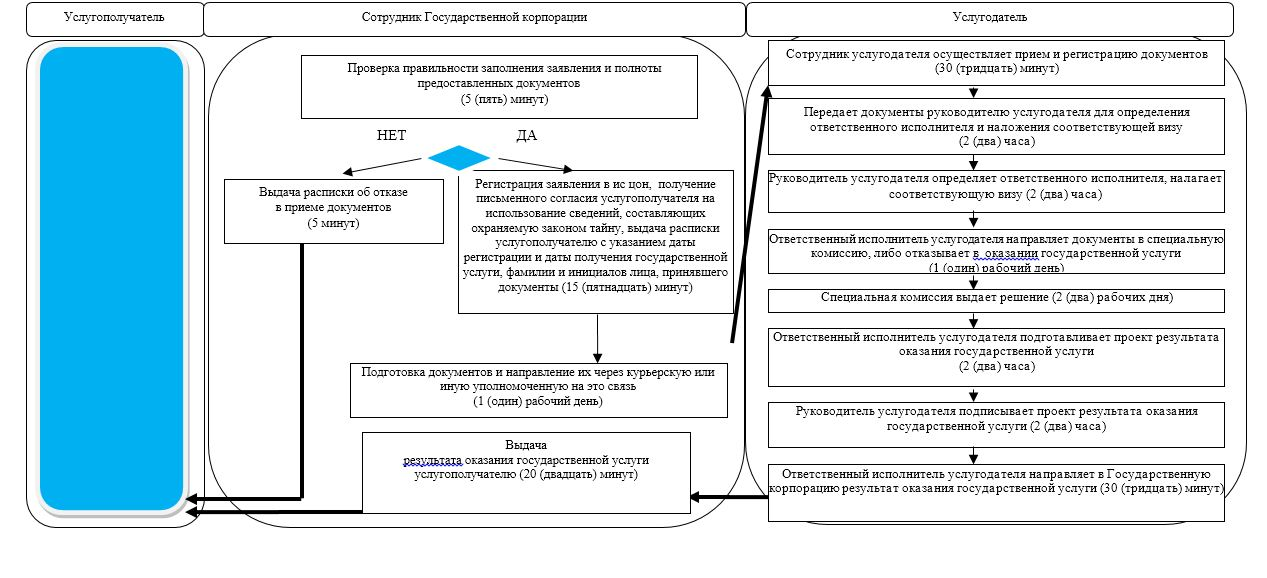 Услугополучатель
Сотрудник Государственной корпорации
Услугодатель
Проверка правильности заполнения заявления и полноты
предоставленных документов
(5 (пять) минут)
НЕТ
ДА
Выдача расписки об отказе
в приеме документов
(5 минут)
Регистрация заявления в ис цон, получение
письменного согласия услугополучателя на
использование сведений, составляющих
охраняемую законом тайну, выдача расписки
услугополучателю с указанием даты
регистрации и даты получения государственной
услуги, фамилии и инициалов лица, принявшего
документы (15 (пятнадцать) минут)
Подготовка документов и направление их через курьерскую или
иную уполномоченную на это связь
(1 (один) рабочий день)
Выдача
результата оказания государственной услуги
услугополучателю (20 (двадцать) минут)
Сотрудник услугодателя осуществляет прием и регистрацию документов
(30 (тридцать) минут)
Передает документы руководителю услугодателя для определения
ответственного исполнителя и наложения соответствующей визу
(2 (два) часа)
Руководитель услугодателя определяет ответственного исполнителя, налагает
соответствующую визу (2 (два) часа)
Ответственный исполнитель услугодателя направляет документы в специальную
комиссию, либо отказывает в оказании государственной услуги
(1 (один) рабочий день)
Специальная комиссия выдает решение (2 (два) рабочих дня)
Ответственный исполнитель услугодателя подготавливает проект результата
оказания государственной услуги
(2 (два) часа)
Руководитель услугодателя подписывает проект результата оказания
государственной услуги (2 (два) часа)
Ответственный исполнитель услугодателя направляет в Государственную
корпорацию результат оказания государственной услуги (30 (тридцать) минут)